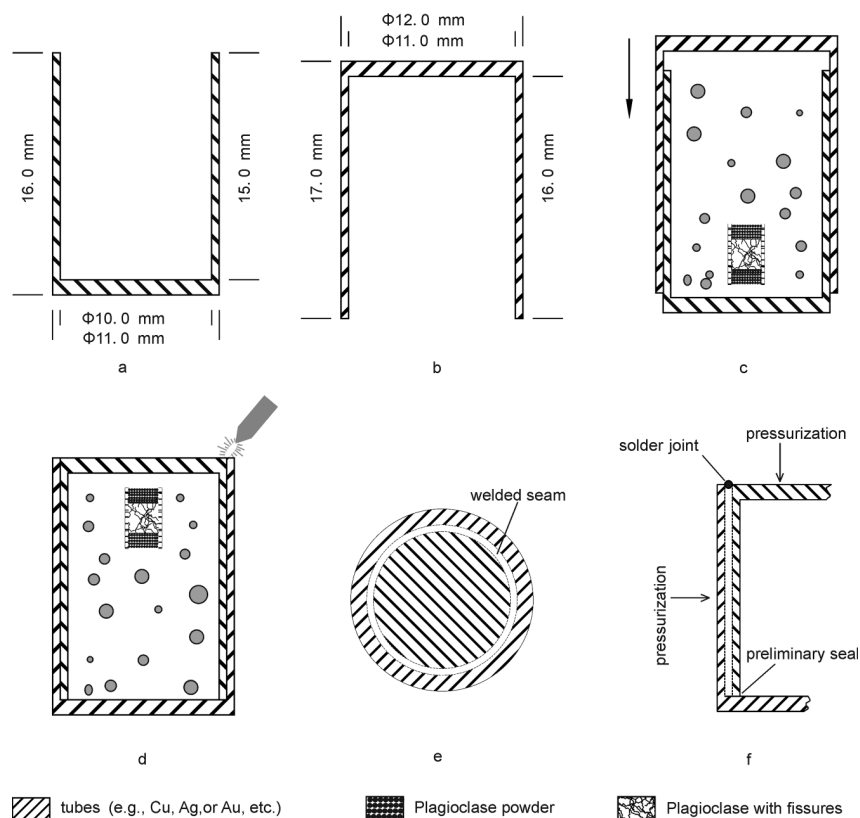 16. 0 mm
15. 0 mm
Φ10. 0 mm
Φ11. 0 mm
a
Φ12. 0 mm
Φ11. 0 mm
17. 0 mm
16. 0 mm
b
c
d
welded seam
e
solder joint
pressurization
pressurization
preliminary seal
f
tubes (e.g., Cu, Ag,or Au, etc.)
Plagioclase powder
Plagioclase with fissures